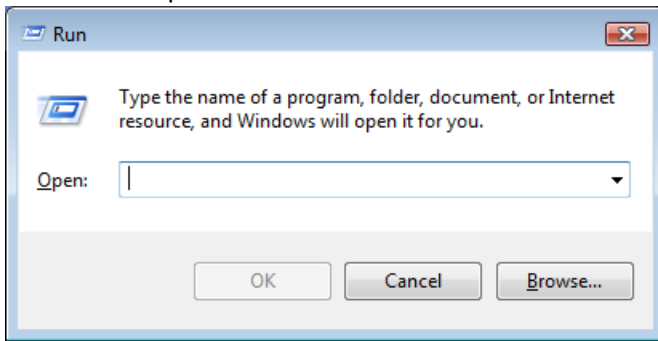 Run
Type the name of a program, folder, document, or Internet
resource, and Windows will open it for you.
Open:
OK Cancel Browse...